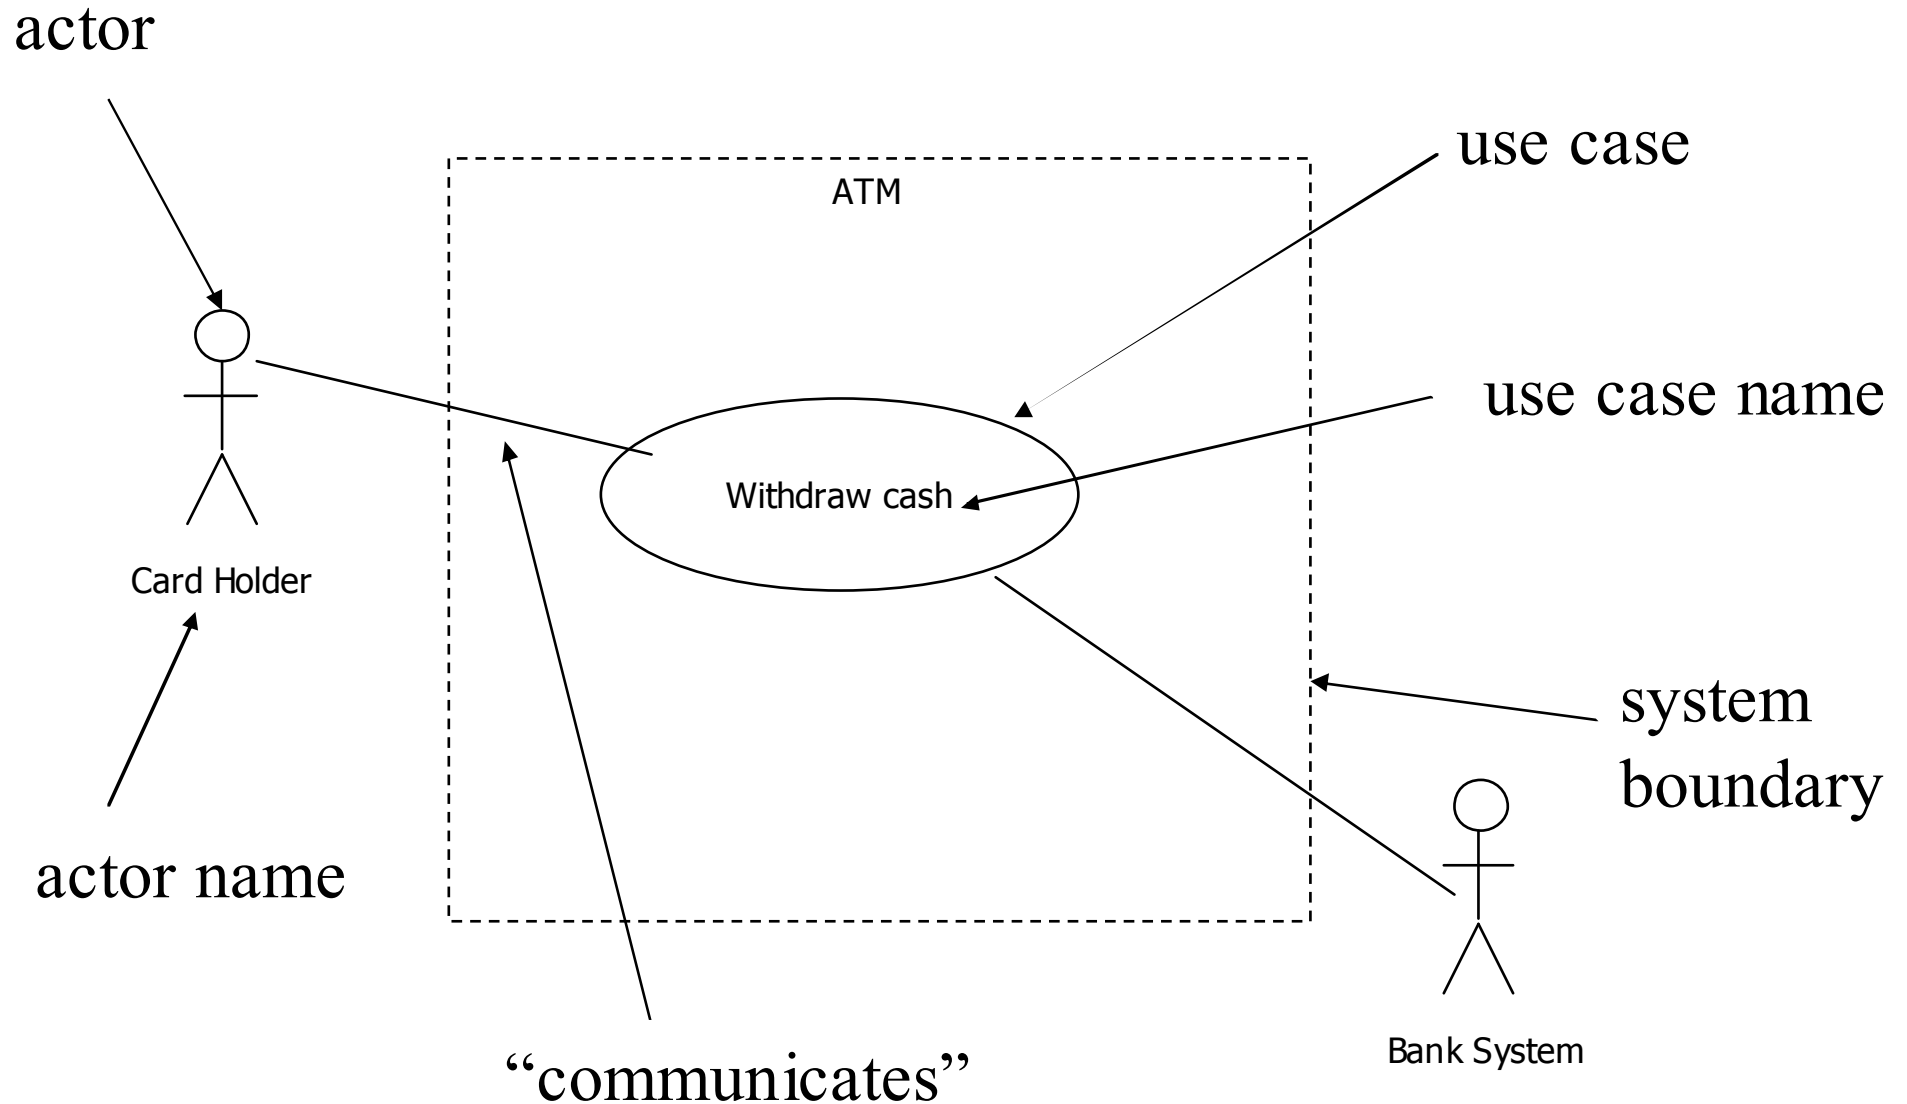 actor
use case
ATM
use case name
Withdraw cash
Card Holder
system
boundary
actor name
Bank System
“communicates”